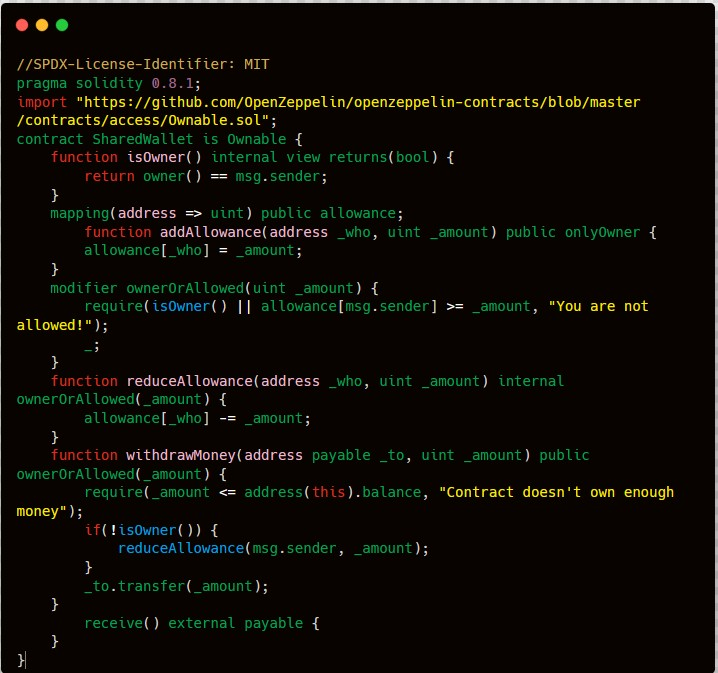 //SPDX-License-Identifier: MIT
pragma solidity 0.8.1;
import "https://github.com/OpenZeppelin/openzeppelin-contracts/blob/master
/contracts/access/Ownable.sol";
contract SharedWallet is Ownable {
    function isOwner() internal view returns(bool) {
        return owner() == msg.sender;
    }
    mapping(address => uint) public allowance;
        function addAllowance(address _who, uint _amount) public onlyOwner {
        allowance[_who] = _amount;
    }
    modifier ownerOrAllowed(uint _amount) {
        require(isOwner() || allowance[msg.sender] >= _amount, "You are not
allowed!");
        _;
    }
    function reduceAllowance(address _who, uint _amount) internal
ownerOrAllowed(_amount) {
        allowance[_who] -= _amount;
    }
    function withdrawMoney(address payable _to, uint _amount) public
ownerOrAllowed(_amount) {
        require(_amount <= address(this).balance, "Contract doesn't own enough
money");
        if(!isOwner()) {
            reduceAllowance(msg.sender, _amount);
        }
        _to.transfer(_amount);
    }
        receive() external payable {
    }
}